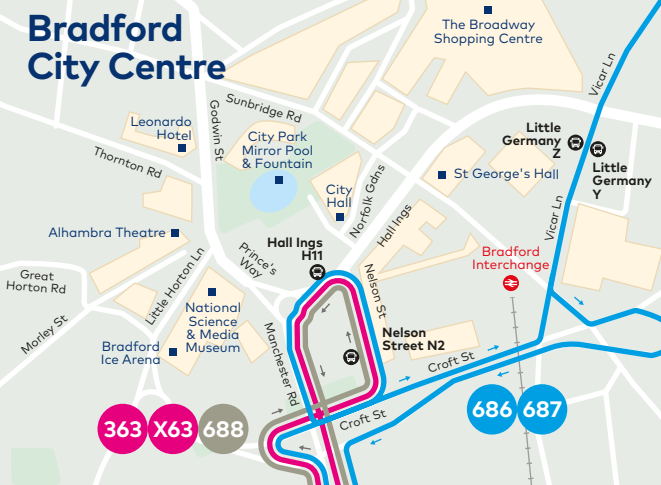 Bradford
City Centre
The Broadway
Shopping Centre
Vicar Ln
Sunbridge Rd
Godwin St
Leonardo
Hotel
City Park
Mirror Pool
& Fountain
Little
Germany
Z
Little
Germany
Y
Thornton Rd
St George's Hall
City
Hall
Norfolk Gdns
Hall Ings
Vicar Ln
Alhambra Theatre
Prince's
Way
Hall Ings
H11
Bradford
Interchange
Great
Horton Rd
Little Horton Ln
Nelson St
Morley St
National
Science
& Media
Museum
Bradford
Ice Arena
Manchester Rd
Nelson
Street N2
Croft St
Croft St
363
X63
688
686
687